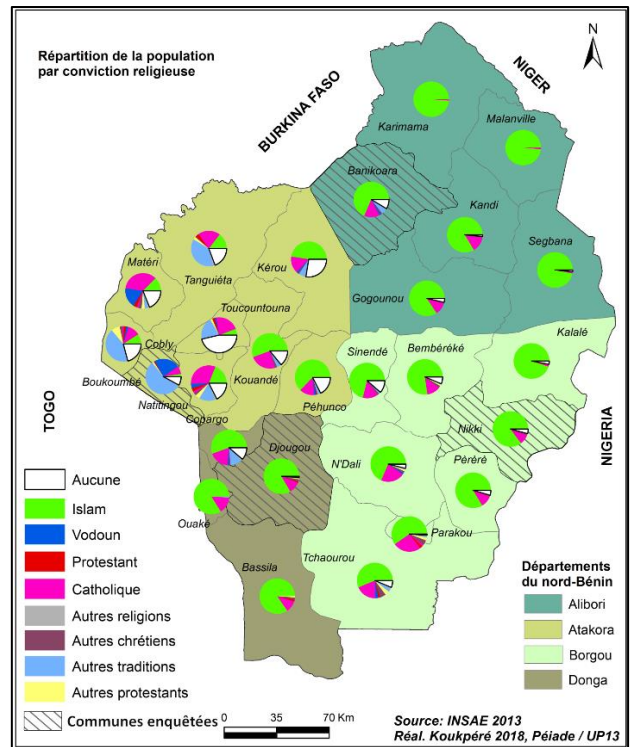 Répartition de la population
par conviction religieuse
N
NIGER
BURKINA FASO
Karimama
Malanville
Banikoara
Kandi
Segbana
Gogounou
Matéri
Tanguiéta
Kérou
Toucountouna
Cobly
Boukoumbé
Natitingou
Copargo
Kouandé
Péhunco
Sinendé
Bembéréké
Kalalé
Nikki
N'Dali
Pèrèrè
Parakou
Tchaourou
Djougou
Ouaké
Bassila
TOGO
NIGERIA
Aucune
Islam
Vodoun
Protestant
Catholique
Autres religions
Autres chrétiens
Autres traditions
Autres protestants
Communes enquêtées
Départements
du nord-Bénin
Alibori
Atakora
Borgou
Donga
0 35 70 Km
Source: INSAE 2013
Réal. Koukpéré 2018, Péiade / UP13